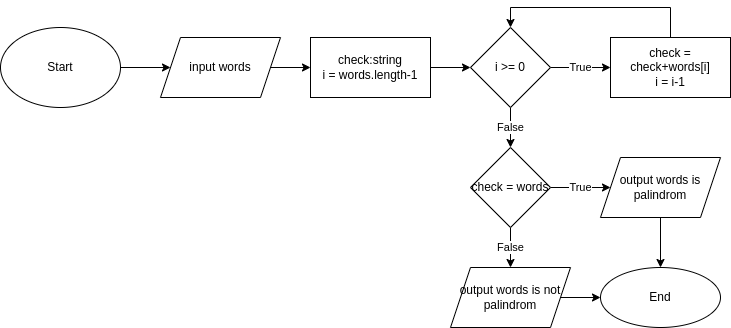 Start
input words
check:string
i = words.length-1
i >= 0
True
check =
check+words[i]
i = i-1
False
check = words
True
output words is
palindrom
False
output words is not
palindrom
End